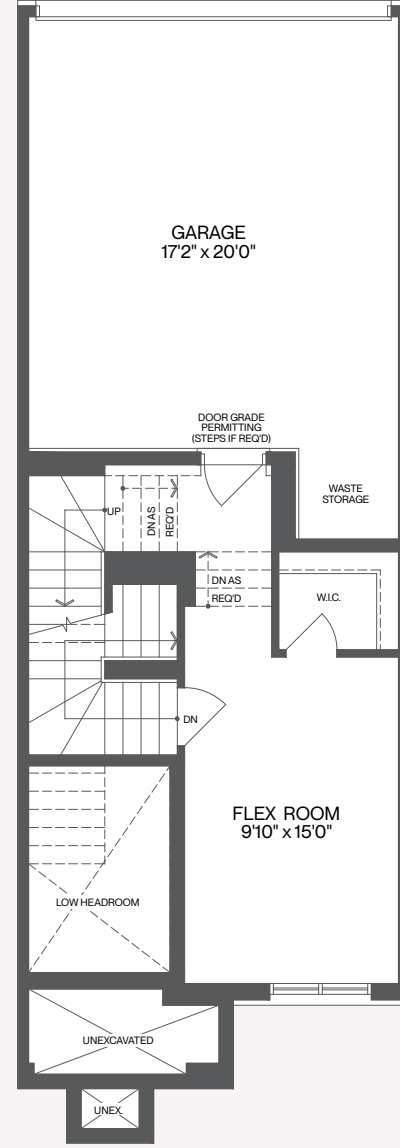 GARAGE
17'2" x 20'0"
DOOR GRADE
PERMITTING
(STEPS IF REQ'D)
WASTE
STORAGE
UP
DN AS
REQ'D
DN AS
REQ'D
W.I.C.
DN
FLEX ROOM
9'10" x 15'0"
LOW HEADROOM
UNEXCAVATED
UNEX.